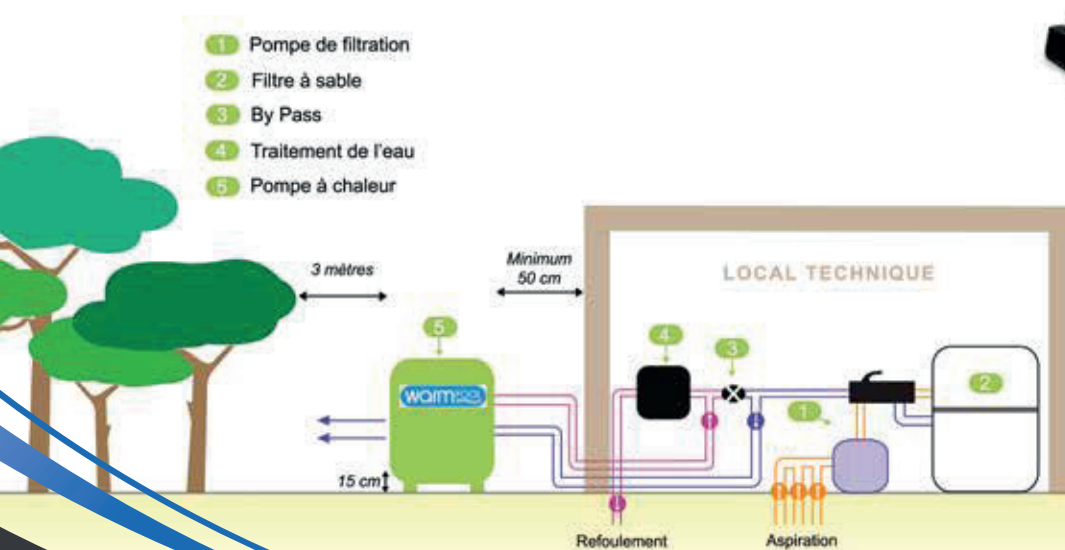 1 Pompe de filtration
2 Filtre à sable
3 By Pass
4 Traitement de l'eau
5 Pompe à chaleur
3 mètres
Minimum
50 cm
LOCAL TECHNIQUE
5
4
3
2
1
warm
15 cm
Refoulement
Aspiration